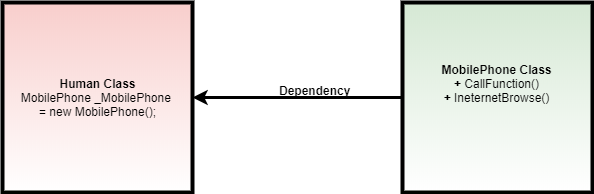 Human Class
MobilePhone _MobilePhone
= new MobilePhone();
Dependency
MobilePhone Class
+ CallFunction()
+ IneternetBrowse()